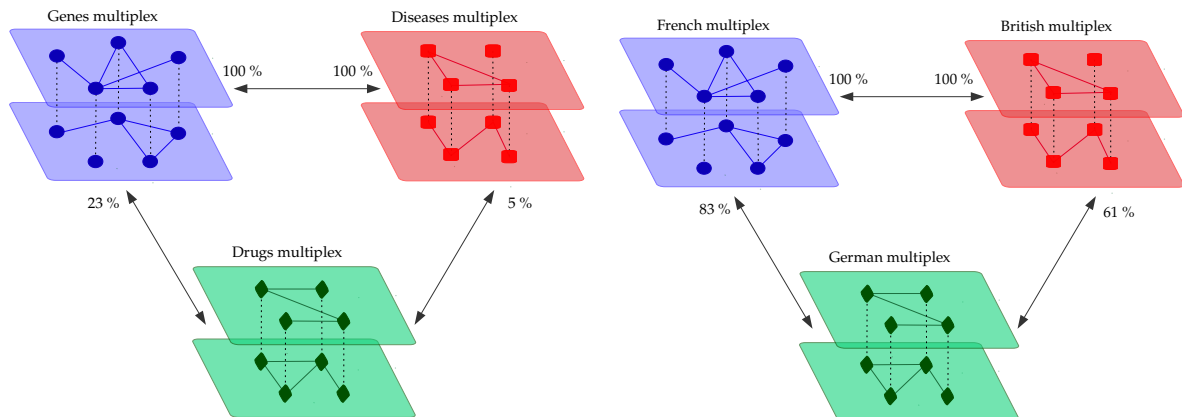 Genes multiplex
Diseases multiplex
100 %
100 %
23 %
5 %
Drugs multiplex
French multiplex
British multiplex
100 %
100 %
83 %
61 %
German multiplex